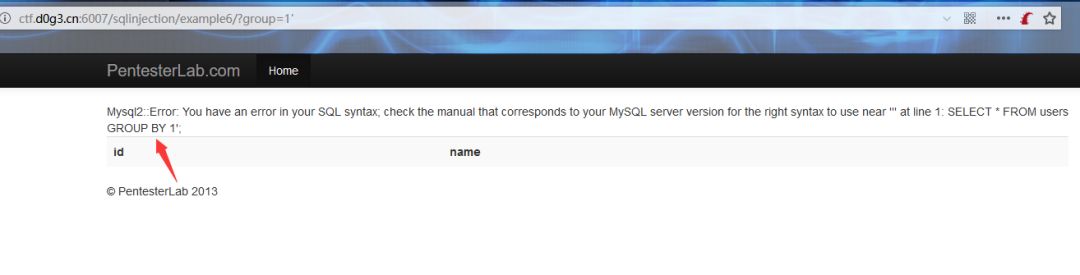 ctf.d0g3.cn:6007/sqlinjection/example6/?group=1'
PentesterLab.com Home
Mysql2::Error: You have an error in your SQL syntax; check the manual that corresponds to your MySQL server version for the right syntax to use near ''' at line 1: SELECT * FROM users
GROUP BY 1';
id name
© PentesterLab 2013